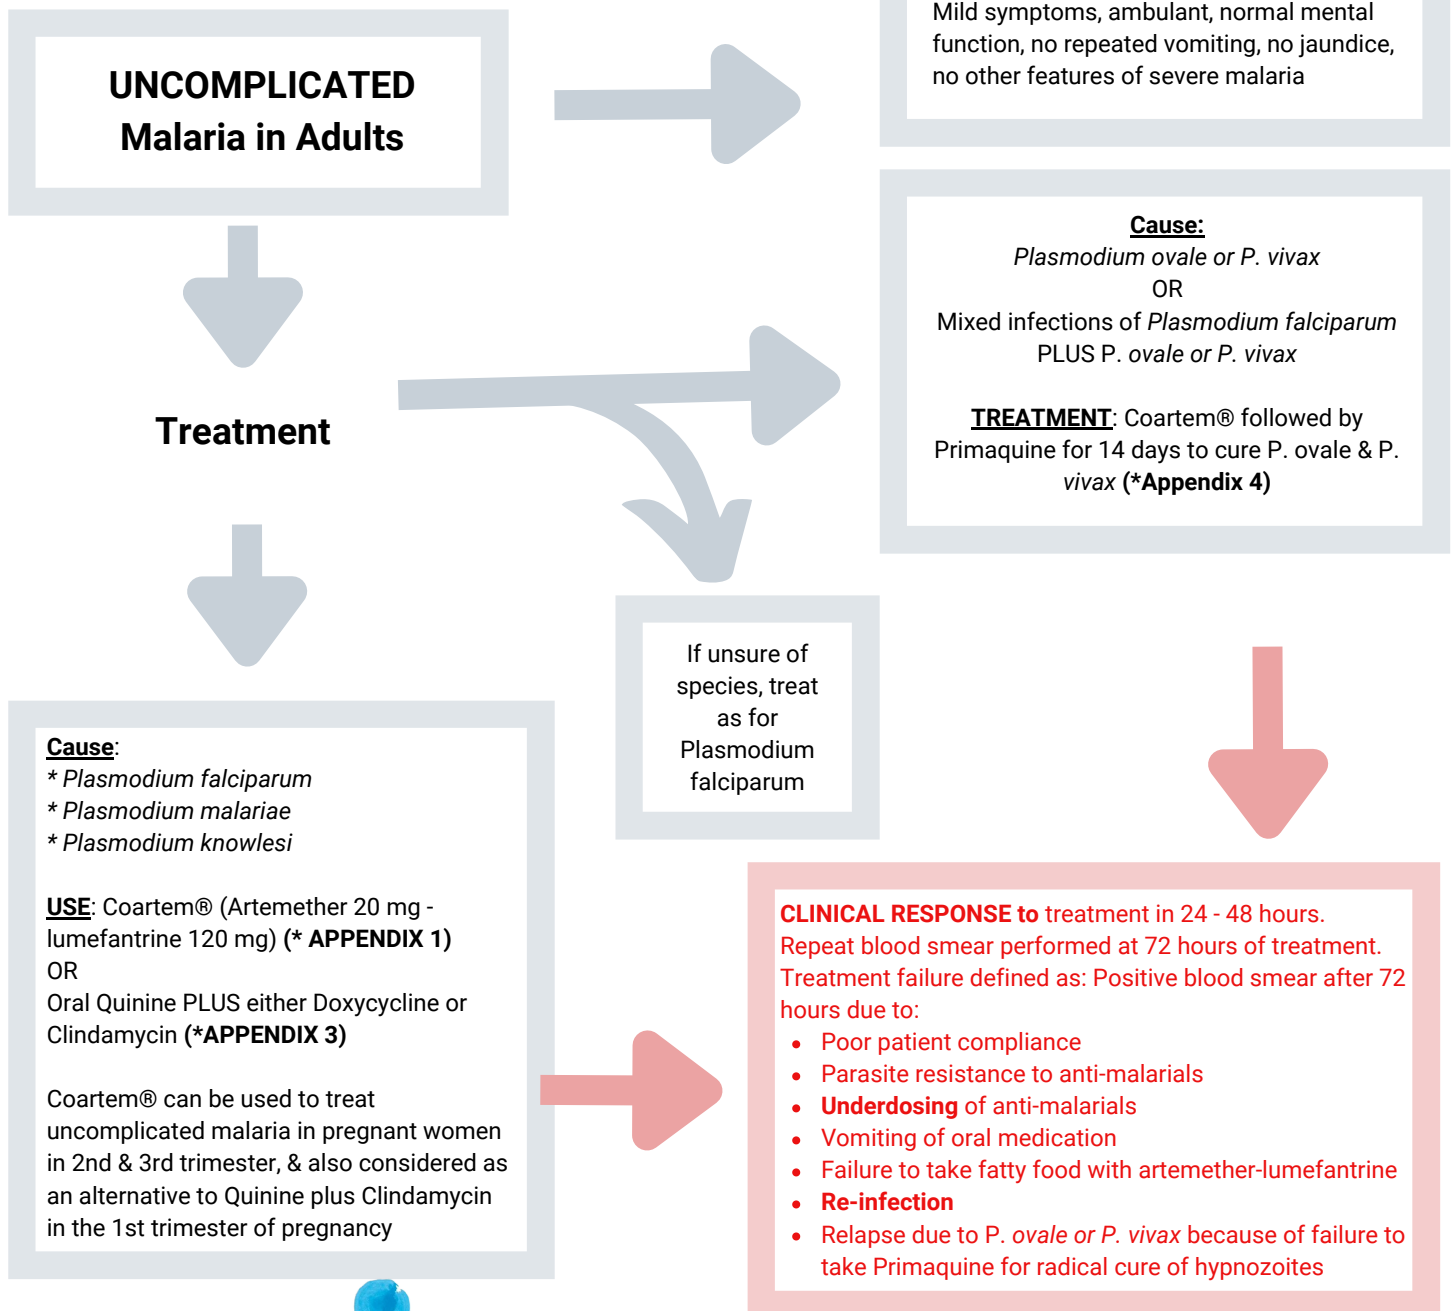 UNCOMPLICATED
Malaria in Adults
Mild symptoms, ambulant, normal mental
function, no repeated vomiting, no jaundice,
no other features of severe malaria
Cause:
Plasmodium ovale or P. vivax
OR
Mixed infections of Plasmodium falciparum
PLUS P. ovale or P. vivax
TREATMENT: Coartem® followed by
Primaquine for 14 days to cure P. ovale & P.
vivax (*Appendix 4)
Treatment
If unsure of
species, treat
as for
Plasmodium
falciparum
Cause:
* Plasmodium falciparum
* Plasmodium malariae
* Plasmodium knowlesi
USE: Coartem® (Artemether 20 mg -
lumefantrine 120 mg) (* APPENDIX 1)
OR
Oral Quinine PLUS either Doxycycline or
Clindamycin (*APPENDIX 3)
Coartem® can be used to treat
uncomplicated malaria in pregnant women
in 2nd & 3rd trimester, & also considered as
an alternative to Quinine plus Clindamycin
in the 1st trimester of pregnancy
CLINICAL RESPONSE to treatment in 24 - 48 hours.
Repeat blood smear performed at 72 hours of treatment.
Treatment failure defined as: Positive blood smear after 72
hours due to:
• Poor patient compliance
• Parasite resistance to anti-malarials
• Underdosing of anti-malarials
• Vomiting of oral medication
• Failure to take fatty food with artemether-lumefantrine
• Re-infection
• Relapse due to P. ovale or P. vivax because of failure to
take Primaquine for radical cure of hypnozoites